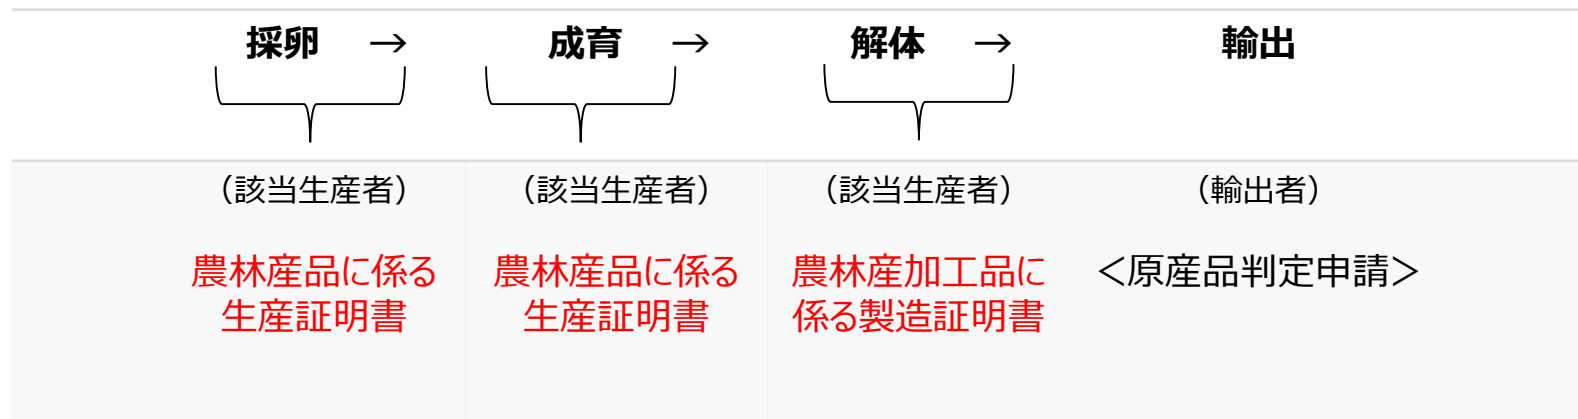 採卵 → 成育 → 解体 → 輸出
（該当生産者） （該当生産者） （該当生産者） （輸出者）
農林産品に係る 農林産品に係る 農林産加工品に ＜原産品判定申請＞
生産証明書 生産証明書 係る製造証明書